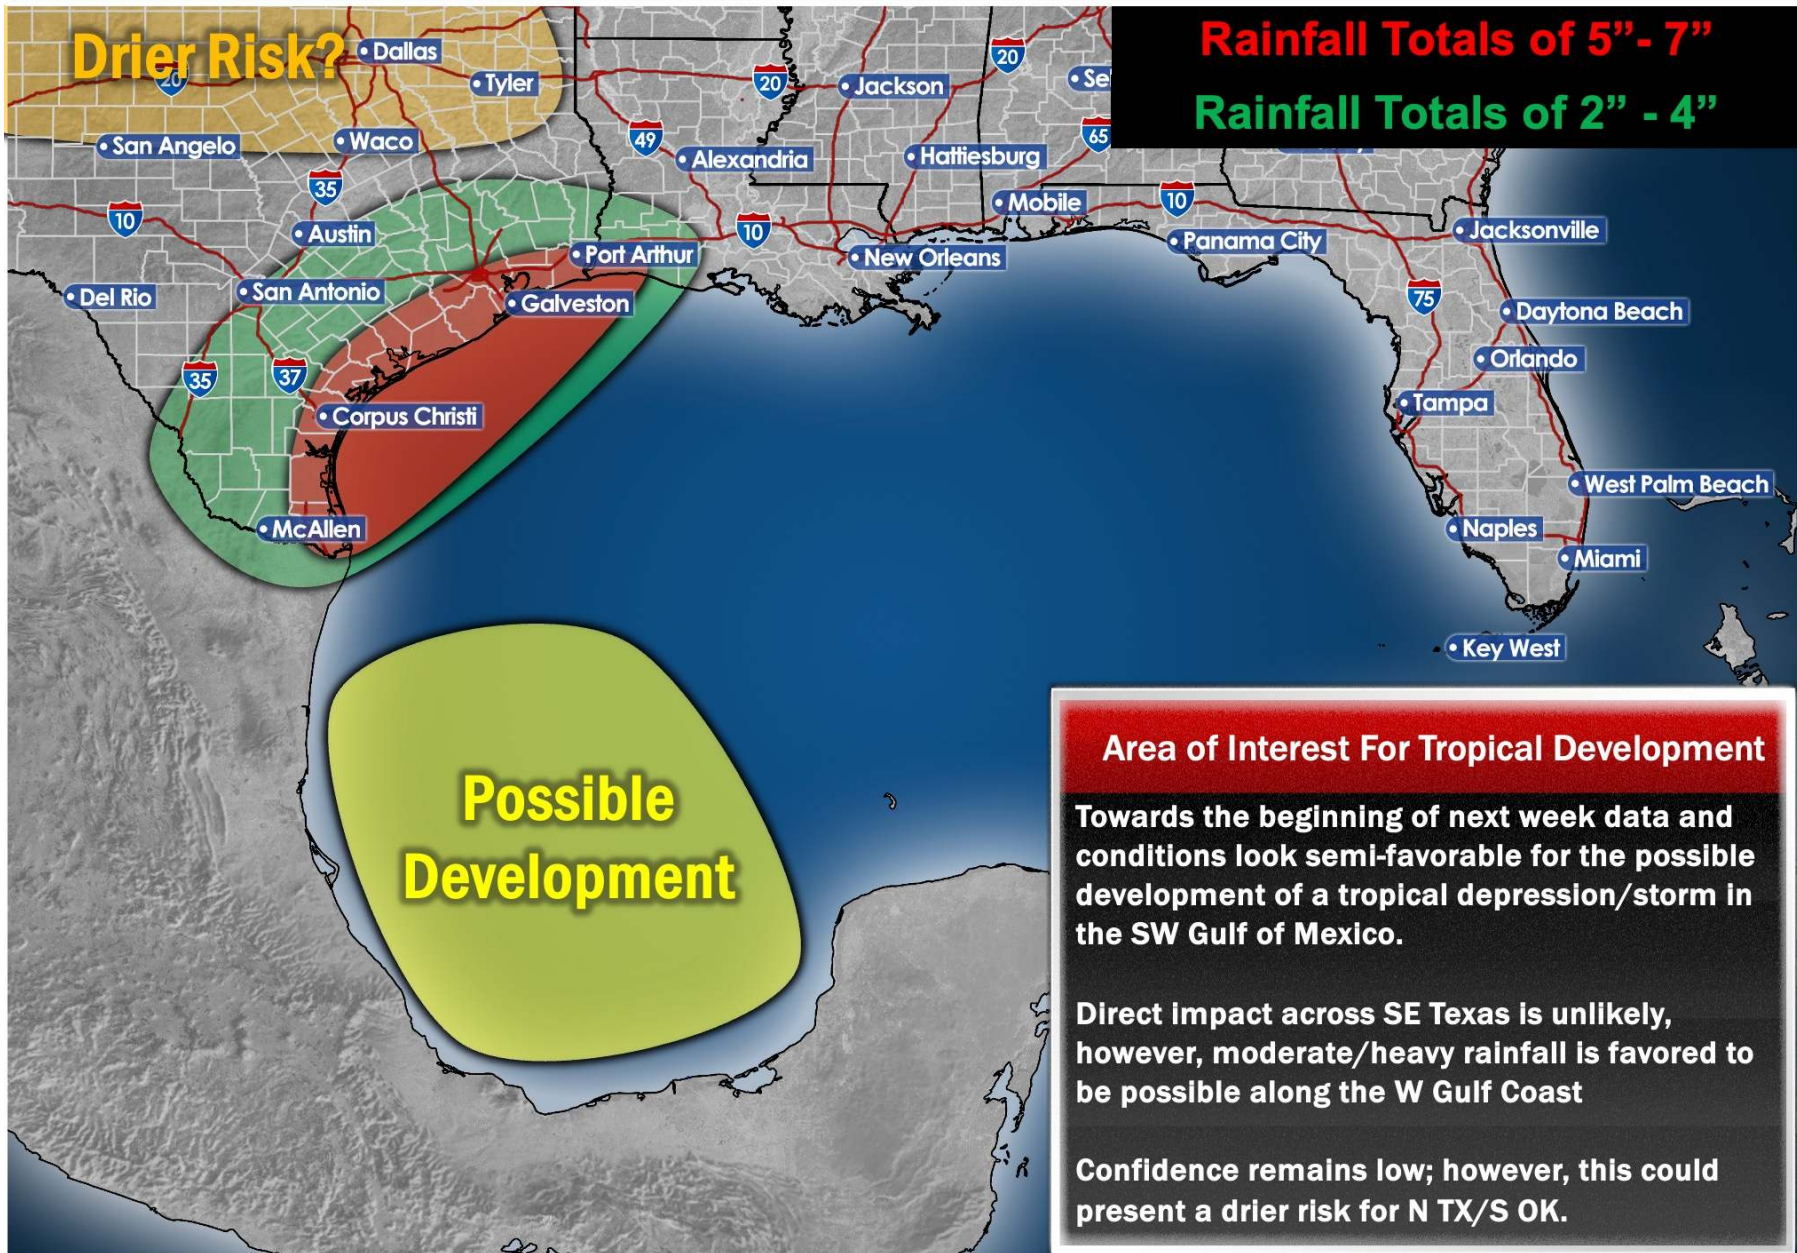 Rainfall Totals of 5”- 7”
Rainfall Totals of 2” - 4”
Drier Risk?
Dallas
20
Tyler
20
Jackson
20
Se
San Angelo
Waco
49
Alexandria
Hattiesburg
65
35
10
Austin
Mobile
10
10
Port Arthur
New Orleans
Panama City
Jacksonville
Del Rio
San Antonio
Galveston
75
Daytona Beach
35
37
Orlando
Corpus Christi
Tampa
West Palm Beach
McAllen
Naples
Miami
Key West
Possible
Development
Area of Interest For Tropical Development
Towards the beginning of next week data and
conditions look semi-favorable for the possible
development of a tropical depression/storm in
the SW Gulf of Mexico.
Direct impact across SE Texas is unlikely,
however, moderate/heavy rainfall is favored to
be possible along the W Gulf Coast
Confidence remains low; however, this could
present a drier risk for N TX/S OK.